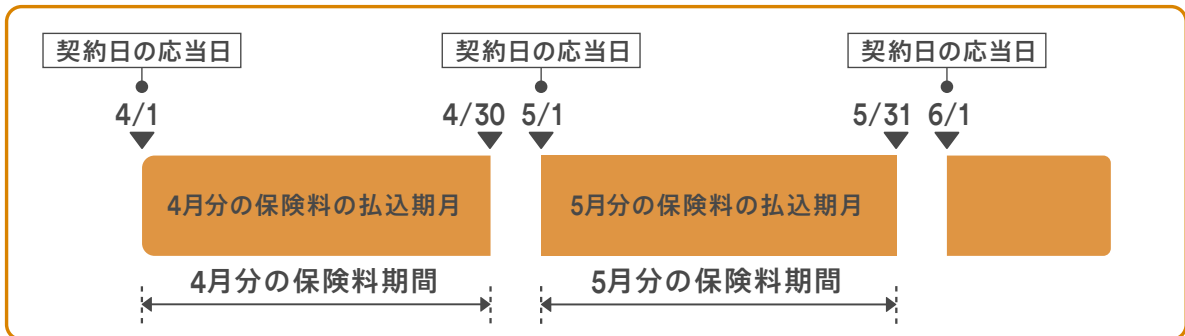 契約日の応当日 契約日の応当日 契約日の応当日
4/1 4/30 5/1 5/31 6/1
4月分の保険料の払込期月 5月分の保険料の払込期月
4月分の保険料期間 5月分の保険料期間